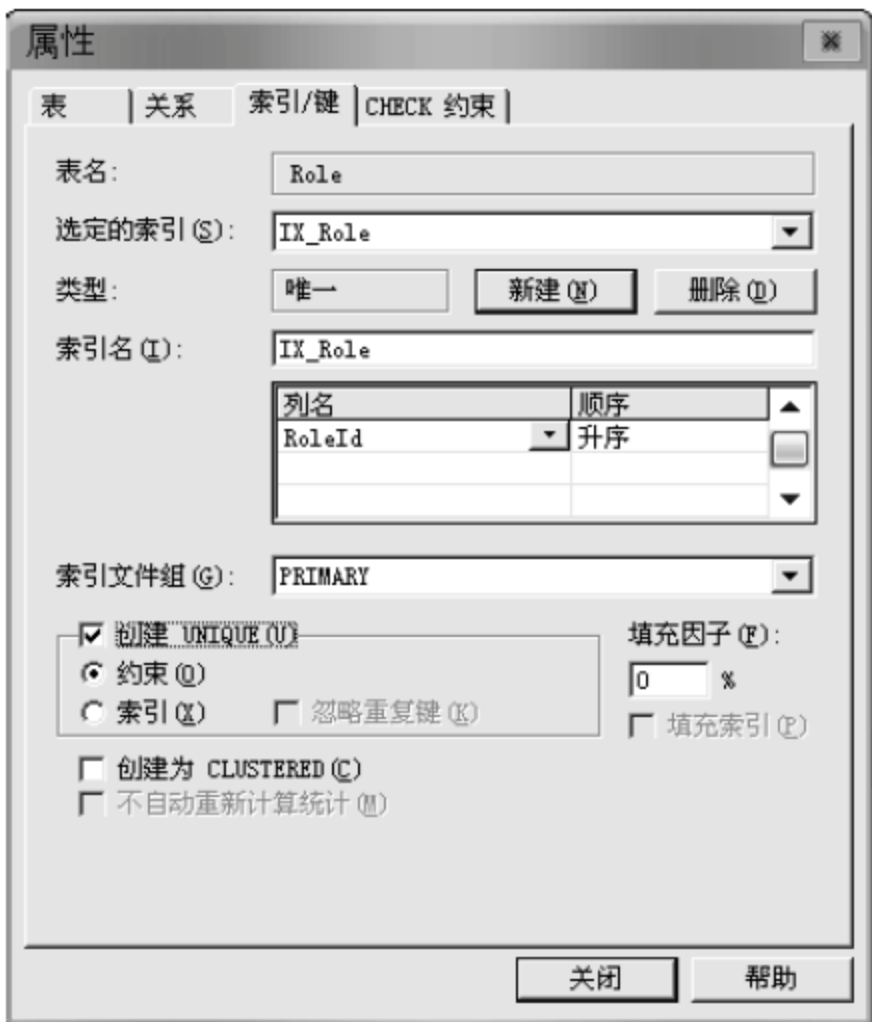 属性
表 关系 索引/键 CHECK 约束
表名: Role
选定的索引(S): IX_Role
类型: 唯一 新建(N) 删除(D)
索引名(I): IX_Role
列名 顺序
RoleId 升序
索引文件组(G): PRIMARY
创建 UNIQUE(U) 填充因子(F):
约束(O) 0 %
索引(X) 忽略重复键(K) 填充索引(P)
创建为 CLUSTERED(C)
不自动重新计算统计(M)
关闭 帮助